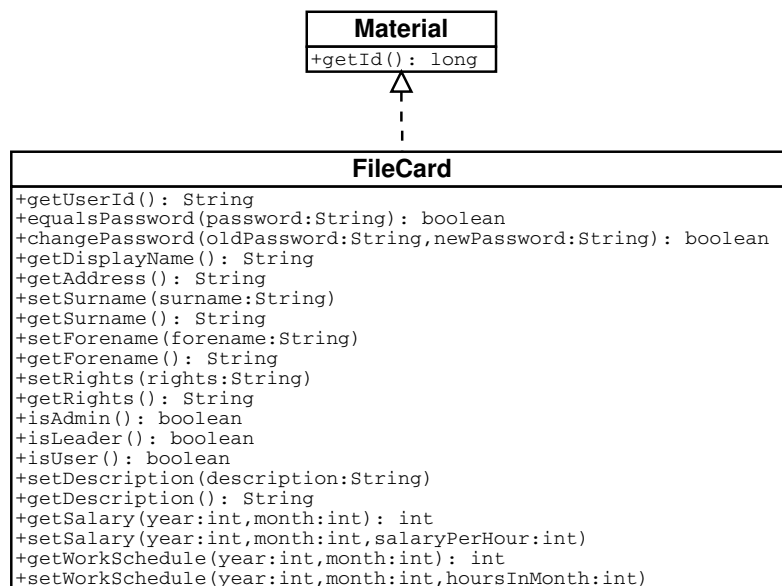 Material
+getId(): long
FileCard
+getUserId(): String
+equalsPassword(password:String): boolean
+changePassword(oldPassword:String,newPassword:String): boolean
+getDisplayName(): String
+getAddress(): String
+setSurname(surname:String)
+getSurname(): String
+setForename(forename:String)
+getForename(): String
+setRights(rights:String)
+getRights(): String
+isAdmin(): boolean
+isLeader(): boolean
+isUser(): boolean
+setDescription(description:String)
+getDescription(): String
+getSalary(year:int,month:int): int
+setSalary(year:int,month:int,salaryPerHour:int)
+getWorkSchedule(year:int,month:int): int
+setWorkSchedule(year:int,month:int,hoursInMonth:int)